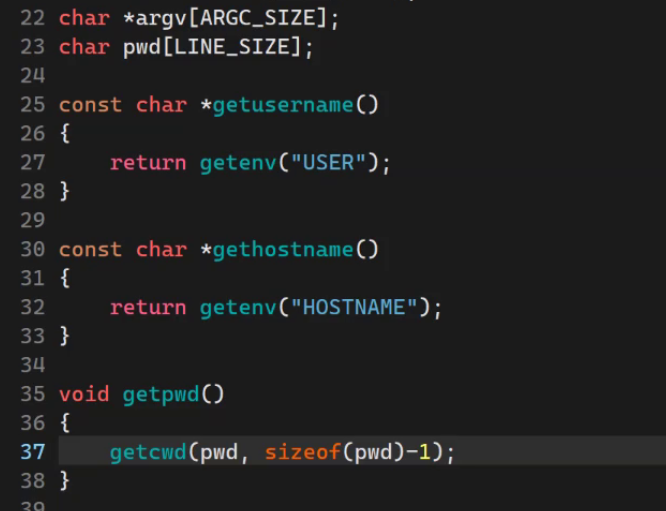 22 char *argv[ARGC_SIZE];
23 char pwd[LINE_SIZE];
24
25 const char *getusername()
26 {
27     return getenv("USER");
28 }
29
30 const char *gethostname()
31 {
32     return getenv("HOSTNAME");
33 }
34
35 void getpwd()
36 {
37     getcwd(pwd, sizeof(pwd)-1);
38 }
39